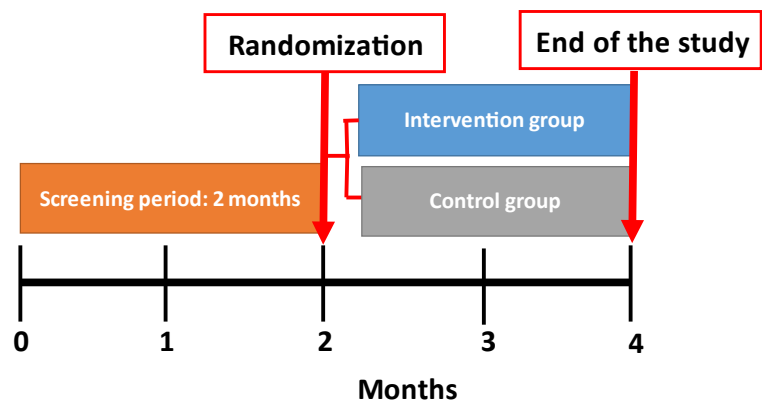 Randomization
End of the study
Intervention group
Screening period: 2 months
Control group
0 1 2 3 4
Months